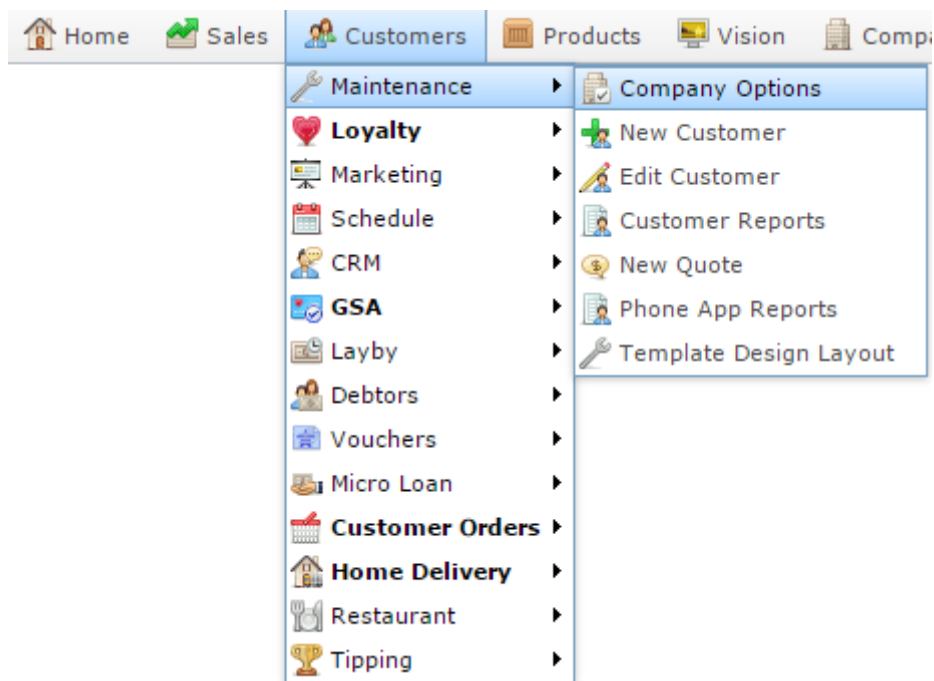 Home Sales Customers Products Vision Compa
Maintenance
Loyalty
Marketing
Schedule
CRM
GSA
Layby
Debtors
Vouchers
Micro Loan
Customer Orders
Home Delivery
Restaurant
Tipping
Company Options
New Customer
Edit Customer
Customer Reports
New Quote
Phone App Reports
Template Design Layout